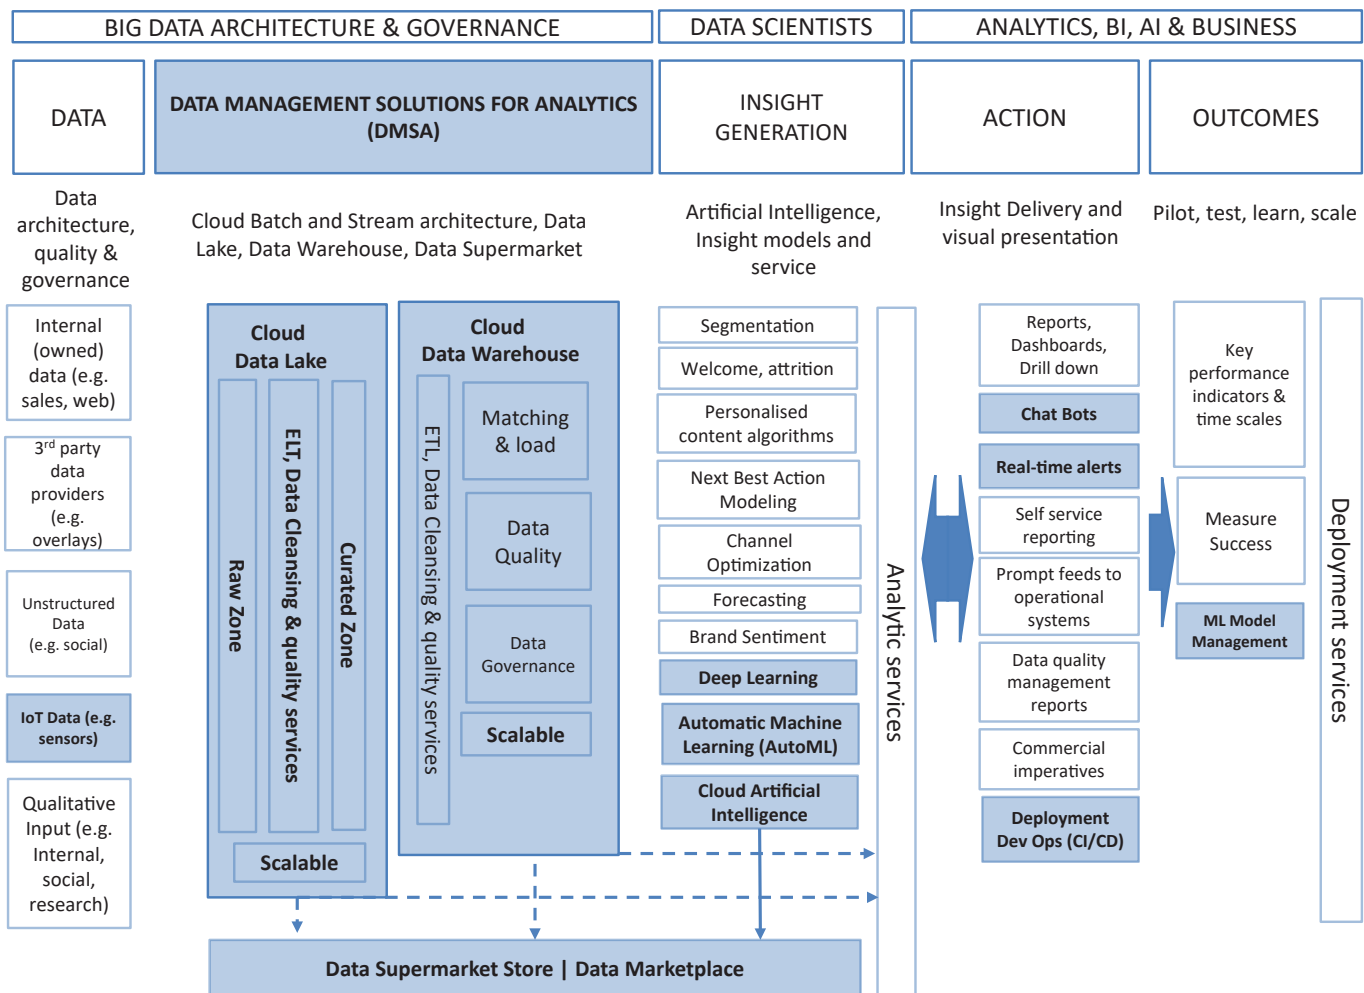 BIG DATA ARCHITECTURE & GOVERNANCE
DATA SCIENTISTS
ANALYTICS, BI, AI & BUSINESS
DATA
DATA MANAGEMENT SOLUTIONS FOR ANALYTICS
(DMSA)
INSIGHT
GENERATION
ACTION
OUTCOMES
Data
architecture,
quality &
governance
Cloud Batch and Stream architecture, Data
Lake, Data Warehouse, Data Supermarket
Artificial Intelligence,
Insight models and
service
Insight Delivery and
visual presentation
Pilot, test, learn, scale
Internal
(owned)
data (e.g.
sales, web)
3rd party
data
providers
(e.g.
overlays)
Unstructured
Data
(e.g. social)
IoT Data (e.g.
sensors)
Qualitative
Input (e.g.
Internal,
social,
research)
Cloud
Data Lake
Raw Zone
ELT, Data Cleansing & quality services
Curated Zone
Scalable
Cloud
Data Warehouse
ETL, Data Cleansing & quality services
Matching
& load
Data
Quality
Data
Governance
Scalable
Segmentation
Welcome, attrition
Personalised
content algorithms
Next Best Action
Modeling
Channel
Optimization
Forecasting
Brand Sentiment
Deep Learning
Automatic Machine
Learning (AutoML)
Cloud Artificial
Intelligence
Analytic services
Reports,
Dashboards,
Drill down
Chat Bots
Real-time alerts
Self service
reporting
Prompt feeds to
operational
systems
Data quality
management
reports
Commercial
imperatives
Deployment
Dev Ops (CI/CD)
Key
performance
indicators &
time scales
Measure
Success
ML Model
Management
Deployment services
Data Supermarket Store | Data Marketplace